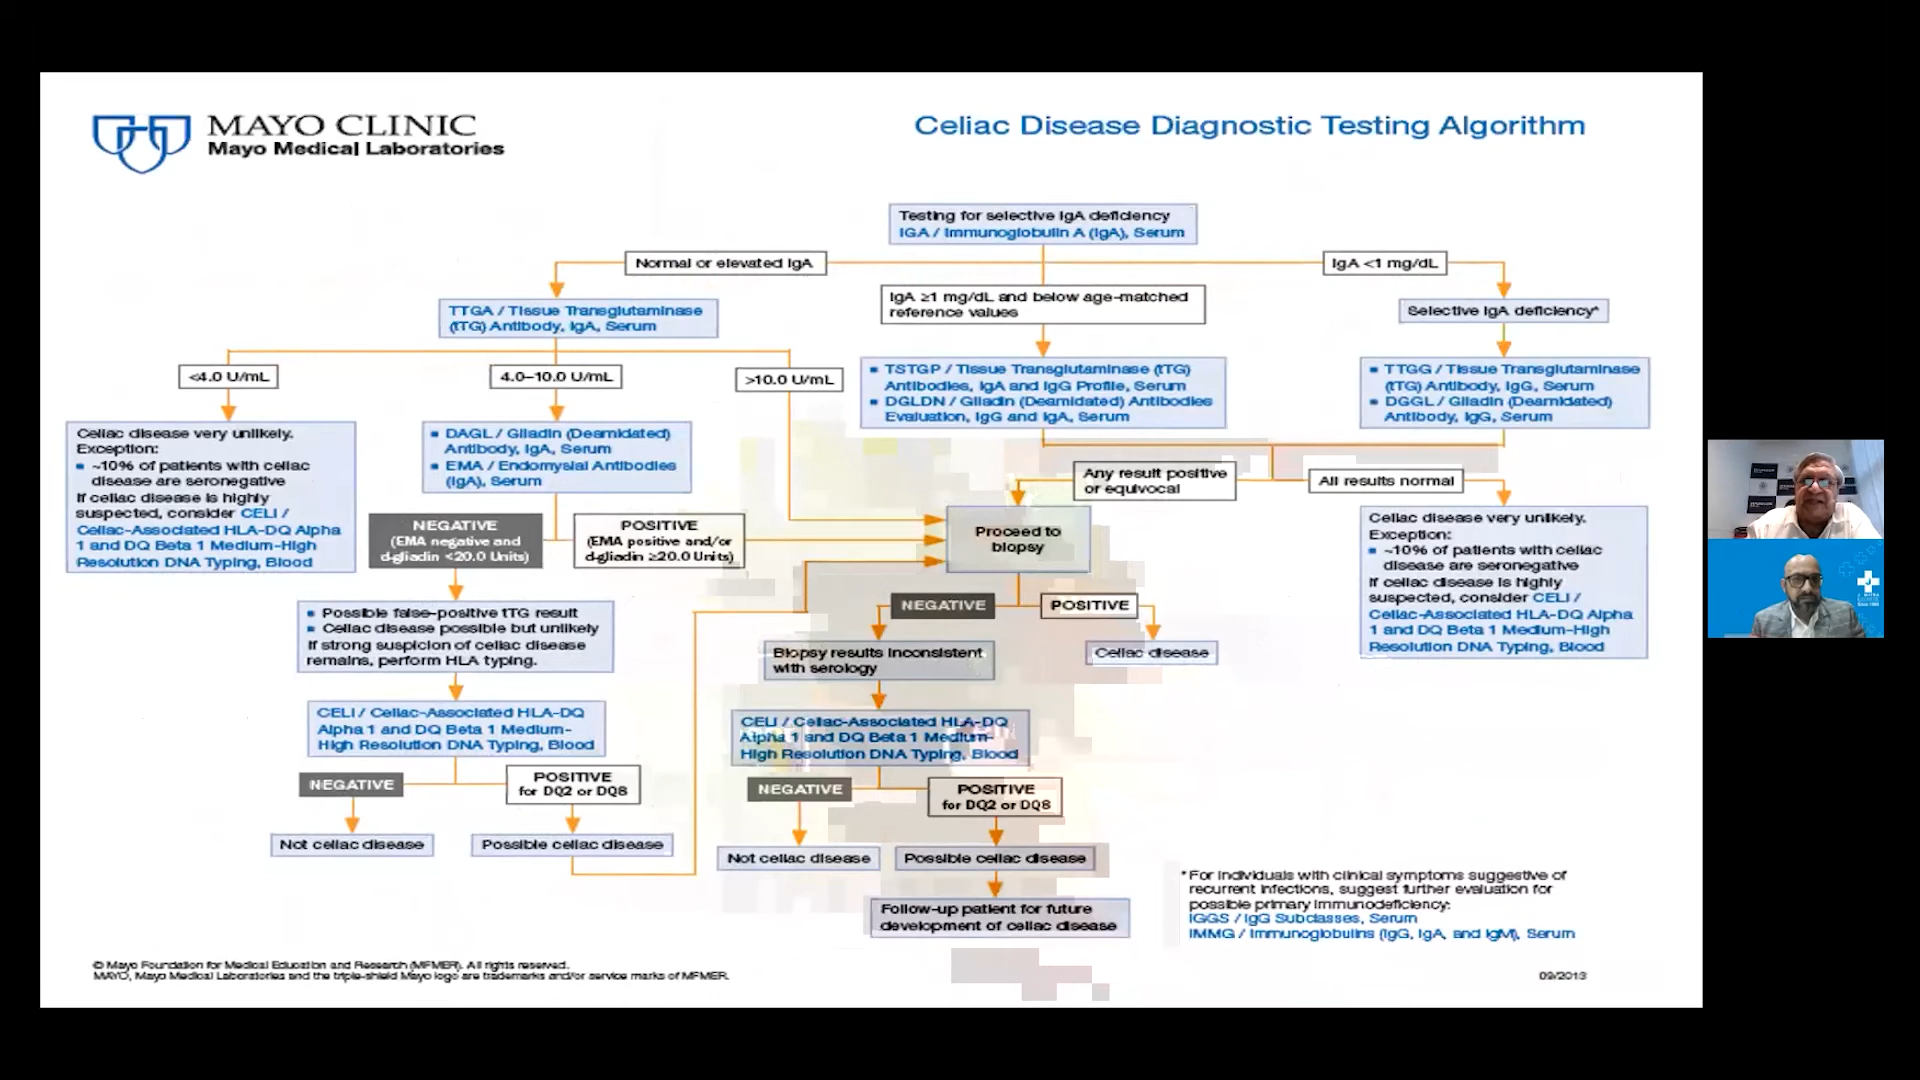 MAYO CLINIC
Mayo Medical Laboratories
Celiac Disease Diagnostic Testing Algorithm
Testing for selective IgA deficiency
IGA / Immunoglobulin A (IgA), Serum
Normal or elevated IgA
IgA <1 mg/dL
IgA ≥1 mg/dL and below age-matched
reference values
TTGA / Tissue Transglutaminase
(tTG) Antibody, IgA, Serum
Selective IgA deficiency*
<4.0 U/mL
4.0–10.0 U/mL
>10.0 U/mL
▪ TSTGP / Tissue Transglutaminase (tTG)
Antibodies, IgA and IgG Profile, Serum
▪ DGLDN / Gliadin (Deamidated) Antibodies
Evaluation, IgG and IgA, Serum
▪ TTGG / Tissue Transglutaminase
(tTG) Antibody, IgG, Serum
▪ DGGL / Gliadin (Deamidated)
Antibody, IgG, Serum
Celiac disease very unlikely.
Exception:
▪ ~10% of patients with celiac
disease are seronegative
If celiac disease is highly
suspected, consider CELI /
Celiac-Associated HLA-DQ Alpha
1 and DQ Beta 1 Medium-High
Resolution DNA Typing, Blood
▪ DAGL / Gliadin (Deamidated)
Antibody, IgA, Serum
▪ EMA / Endomysial Antibodies
(IgA), Serum
Any result positive
or equivocal
All results normal
NEGATIVE
(EMA negative and
d-gliadin <20.0 Units)
POSITIVE
(EMA positive and/or
d-gliadin ≥20.0 Units)
Proceed to
biopsy
Celiac disease very unlikely.
Exception:
▪ ~10% of patients with celiac
disease are seronegative
If celiac disease is highly
suspected, consider CELI /
Celiac-Associated HLA-DQ Alpha
1 and DQ Beta 1 Medium-High
Resolution DNA Typing, Blood
▪ Possible false-positive tTG result
▪ Celiac disease possible but unlikely
If strong suspicion of celiac disease
remains, perform HLA typing.
NEGATIVE
POSITIVE
Biopsy results inconsistent
with serology
Celiac disease
CELI / Celiac-Associated HLA-DQ
Alpha 1 and DQ Beta 1 Medium-
High Resolution DNA Typing, Blood
CELI / Celiac-Associated HLA-DQ
Alpha 1 and DQ Beta 1 Medium-
High Resolution DNA Typing, Blood
NEGATIVE
POSITIVE
for DQ2 or DQ8
NEGATIVE
POSITIVE
for DQ2 or DQ8
Not celiac disease
Possible celiac disease
Not celiac disease
Possible celiac disease
Follow-up patient for future
development of celiac disease
* For individuals with clinical symptoms suggestive of
recurrent infections, suggest further evaluation for
possible primary immunodeficiency:
IGGS / IgG Subclasses, Serum
IMMG / Immunoglobulins (IgG, IgA, and IgM), Serum
© Mayo Foundation for Medical Education and Research (MFMER). All rights reserved.
MAYO, Mayo Medical Laboratories and the triple-shield Mayo logo are trademarks and/or service marks of MFMER.
09/2013